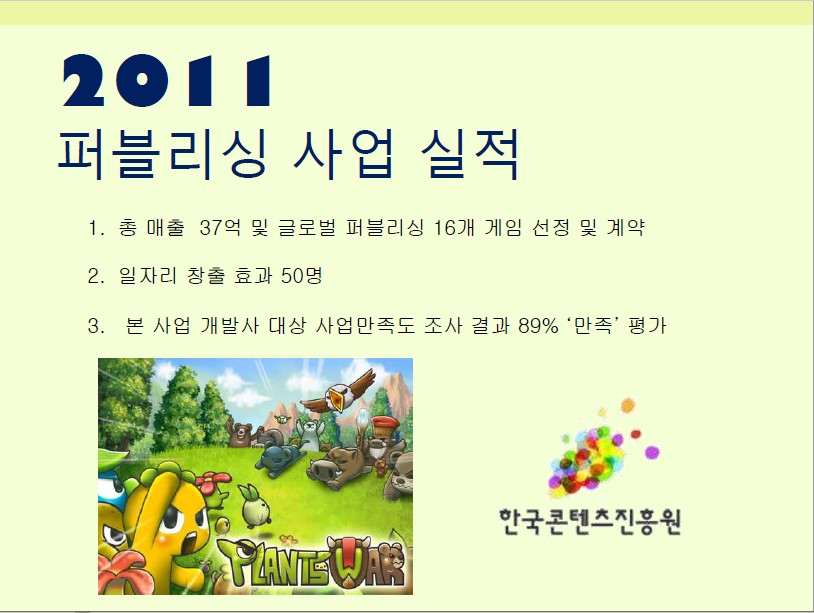 2011
퍼블리싱 사업 실적
1. 총 매출 37억 및 글로벌 퍼블리싱 16개 게임 선정 및 계약
2. 일자리 창출 효과 50명
3. 본 사업 개발사 대상 사업만족도 조사 결과 89% ‘만족’ 평가
PLANTS WAR
한국콘텐츠진흥원